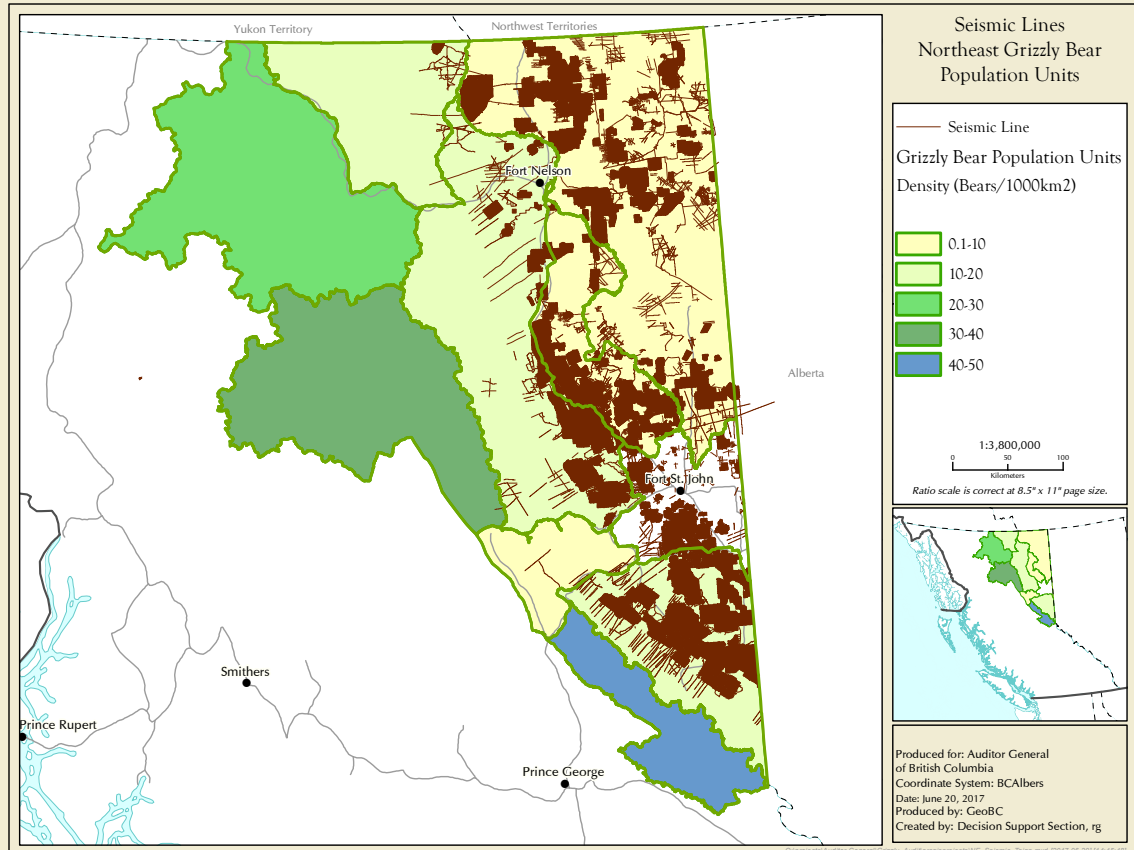 Yukon Territory
Northwest Territories
Fort Nelson
Alberta
Fort St. John
Smithers
Prince Rupert
Prince George
Seismic Lines
Northeast Grizzly Bear
Population Units
Seismic Line
Grizzly Bear Population Units
Density (Bears/1000km2)
0.1-10
10-20
20-30
30-40
40-50
1:3,800,000
0 50 100
Kilometers
Ratio scale is correct at 8.5" x 11" page size.
Produced for: Auditor General
of British Columbia
Coordinate System: BCAlbers
Date: June 20, 2017
Produced by: GeoBC
Created by: Decision Support Section, rg